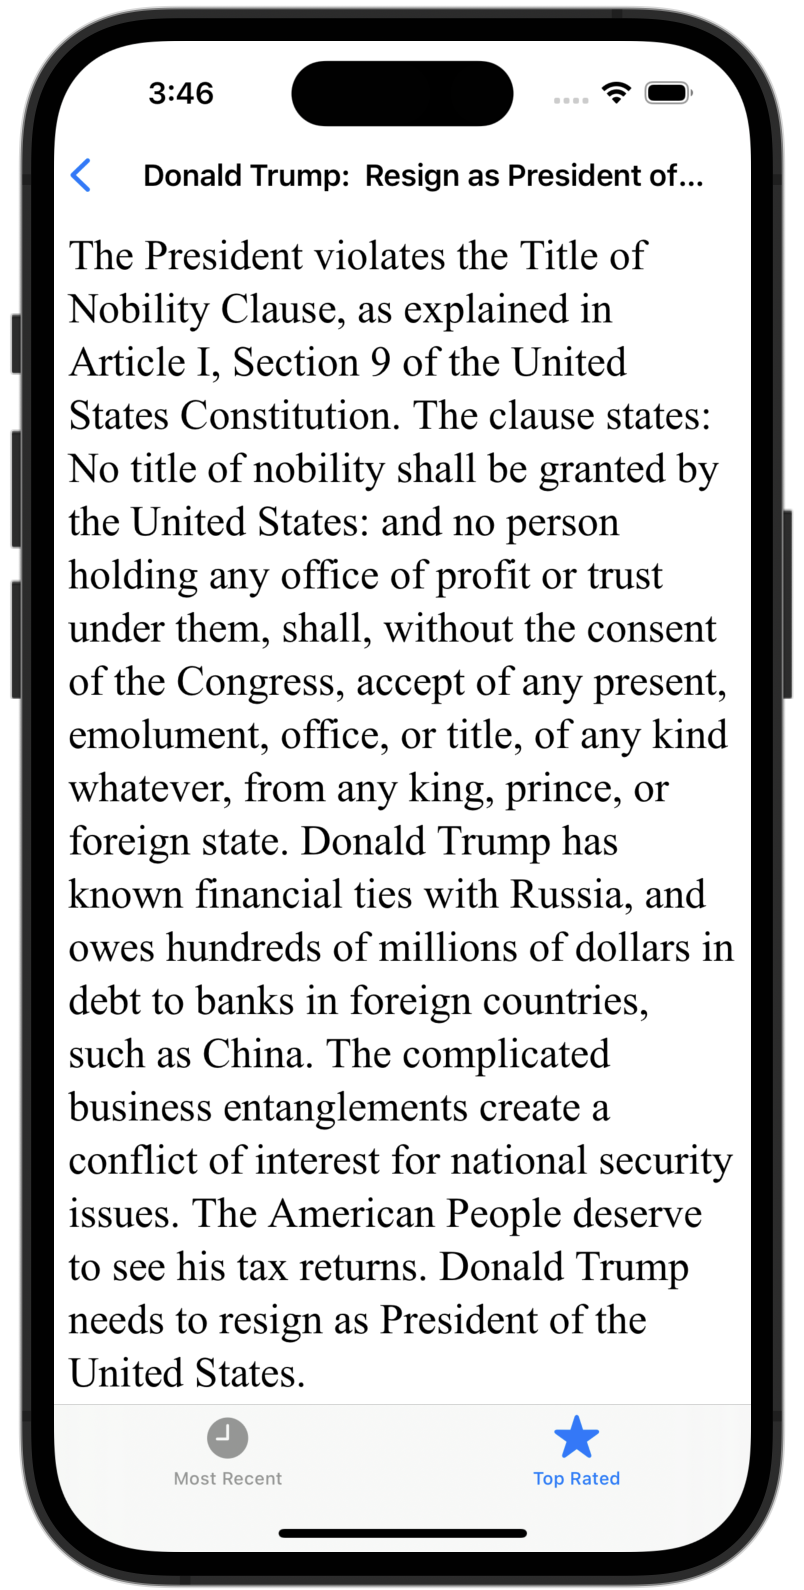 3:46
Donald Trump:  Resign as President of...
The President violates the Title of
Nobility Clause, as explained in
Article I, Section 9 of the United
States Constitution. The clause states:
No title of nobility shall be granted by
the United States: and no person
holding any office of profit or trust
under them, shall, without the consent
of the Congress, accept of any present,
emolument, office, or title, of any kind
whatever, from any king, prince, or
foreign state. Donald Trump has
known financial ties with Russia, and
owes hundreds of millions of dollars in
debt to banks in foreign countries,
such as China. The complicated
business entanglements create a
conflict of interest for national security
issues. The American People deserve
to see his tax returns. Donald Trump
needs to resign as President of the
United States.
Most Recent
Top Rated